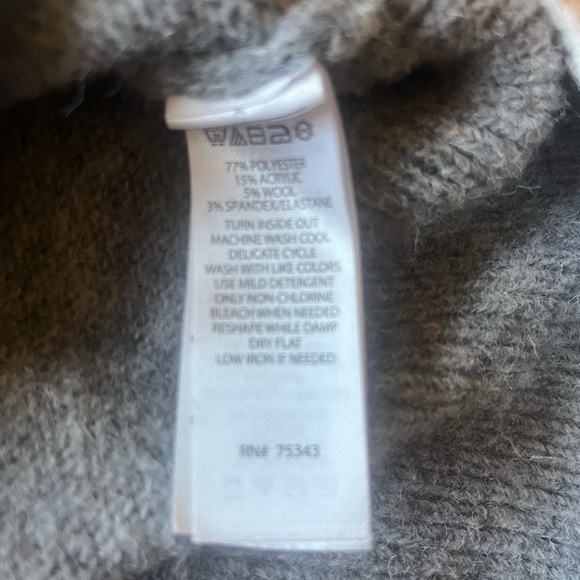 77% POLYESTER
15% ACRYLIC
5% WOOL
3% SPANDEX/ELASTANE
TURN INSIDE OUT
MACHINE WASH COOL
DELICATE CYCLE
WASH WITH LIKE COLORS
USE MILD DETERGENT
ONLY NON-CHLORINE
BLEACH WHEN NEEDED
RESHAPE WHILE DAMP
DRY FLAT
LOW IRON IF NEEDED
RN# 75343